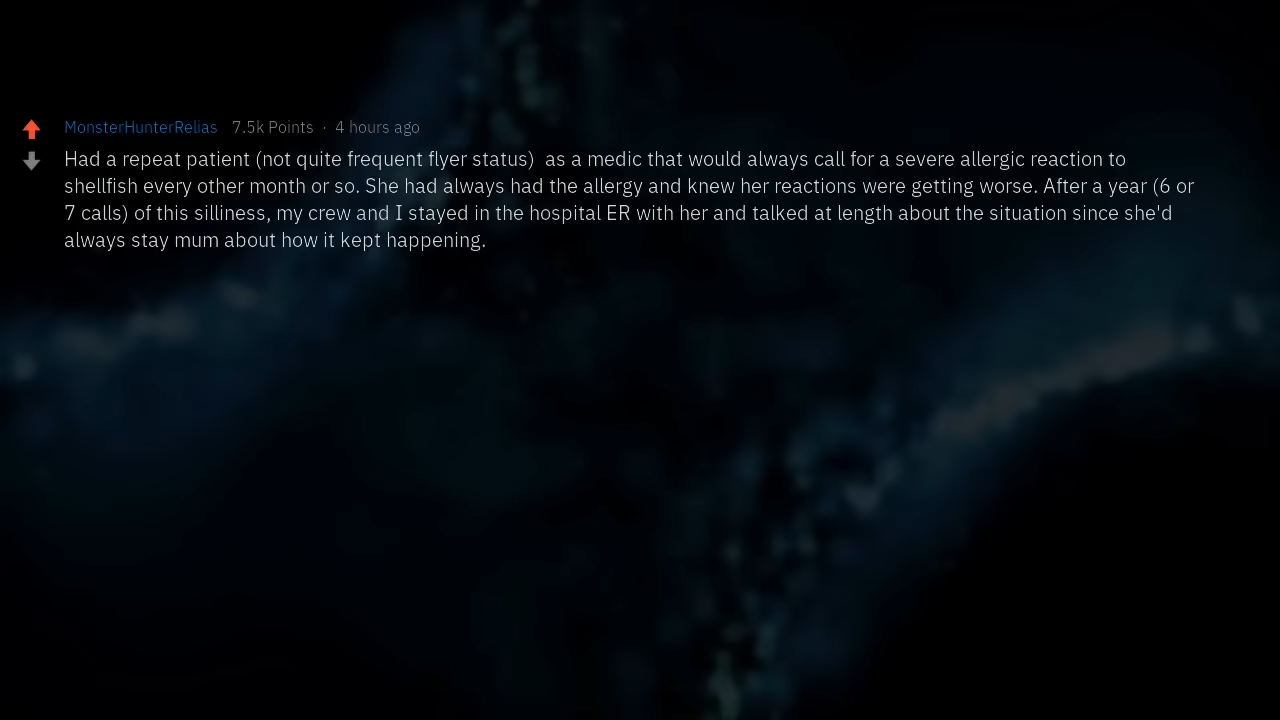 MonsterHunterRelias 7.5k Points · 4 hours ago
Had a repeat patient (not quite frequent flyer status)  as a medic that would always call for a severe allergic reaction to
shellfish every other month or so. She had always had the allergy and knew her reactions were getting worse. After a year (6 or
7 calls) of this silliness, my crew and I stayed in the hospital ER with her and talked at length about the situation since she'd
always stay mum about how it kept happening.